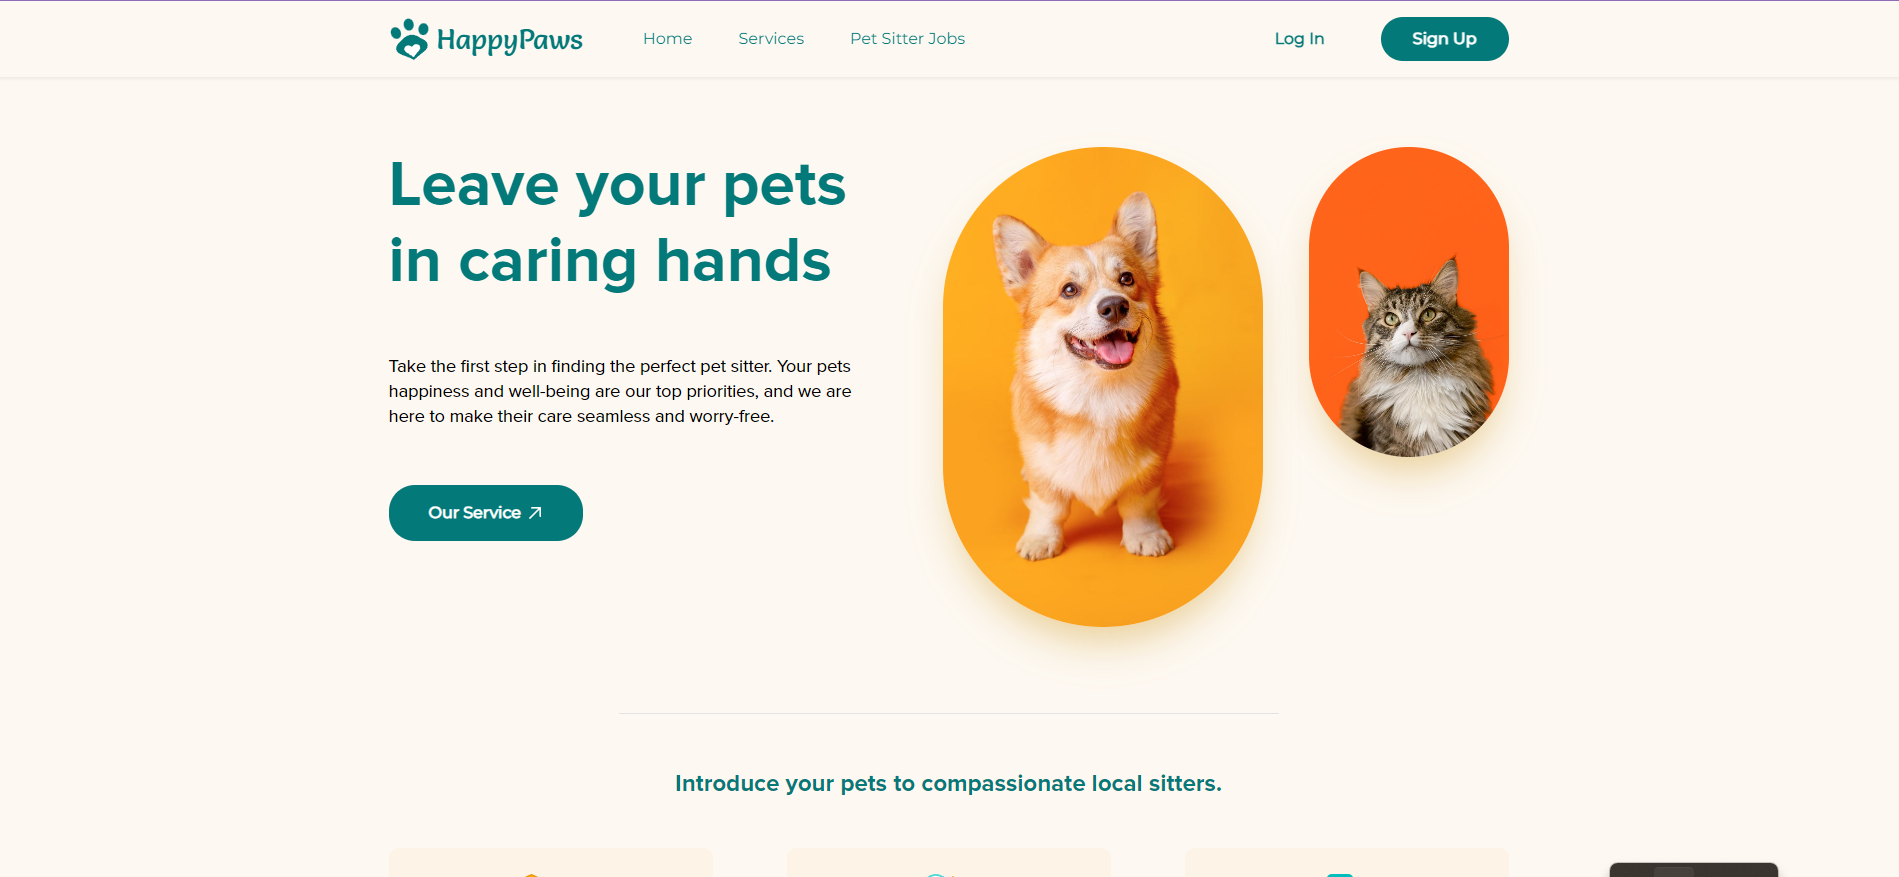 HappyPaws
Home
Services
Pet Sitter Jobs
Log In
Sign Up
Leave your pets
in caring hands
Take the first step in finding the perfect pet sitter. Your pets
happiness and well-being are our top priorities, and we are
here to make their care seamless and worry-free.
Our Service
Introduce your pets to compassionate local sitters.